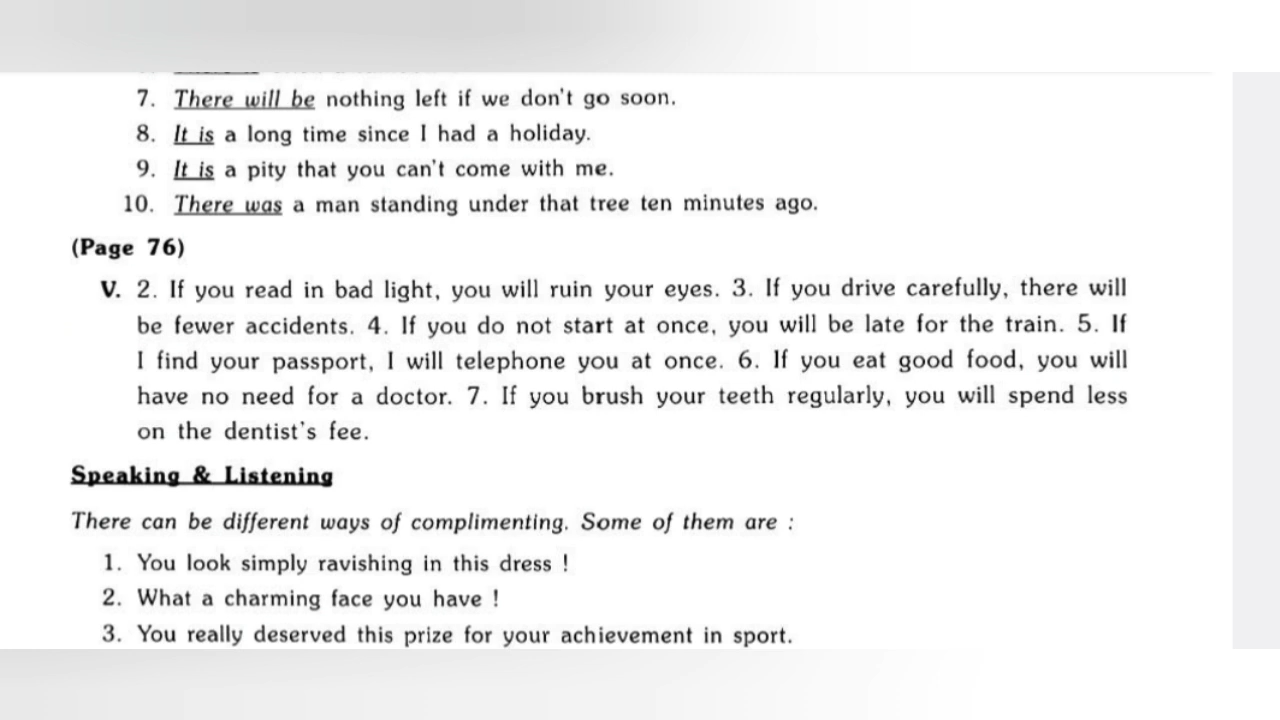 7. There will be nothing left if we don't go soon.
8. It is a long time since I had a holiday.
9. It is a pity that you can't come with me.
10. There was a man standing under that tree ten minutes ago.
(Page 76)
V. 2. If you read in bad light, you will ruin your eyes. 3. If you drive carefully, there will
be fewer accidents. 4. If you do not start at once, you will be late for the train. 5. If
I find your passport, I will telephone you at once. 6. If you eat good food, you will
have no need for a doctor. 7. If you brush your teeth regularly, you will spend less
on the dentist's fee.
Speaking & Listening
There can be different ways of complimenting. Some of them are :
1. You look simply ravishing in this dress !
2. What a charming face you have !
3. You really deserved this prize for your achievement in sport.